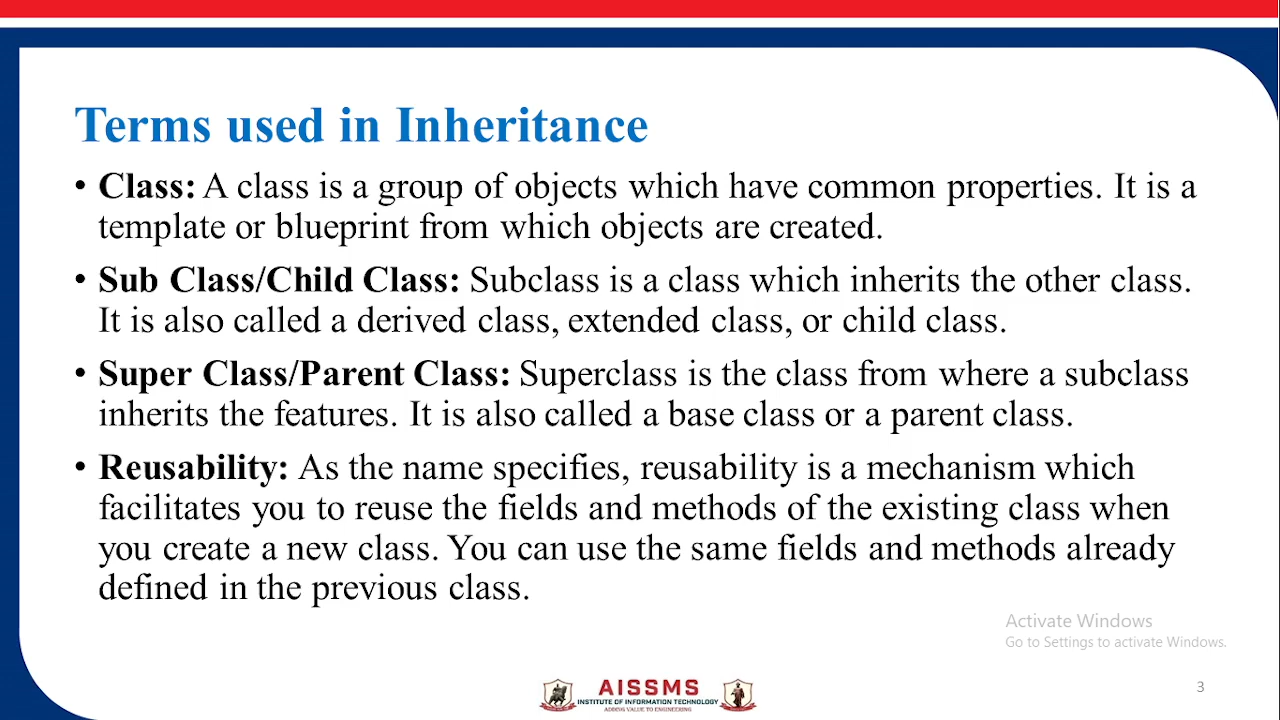 Terms used in Inheritance
• Class: A class is a group of objects which have common properties. It is a
template or blueprint from which objects are created.
• Sub Class/Child Class: Subclass is a class which inherits the other class.
It is also called a derived class, extended class, or child class.
• Super Class/Parent Class: Superclass is the class from where a subclass
inherits the features. It is also called a base class or a parent class.
• Reusability: As the name specifies, reusability is a mechanism which
facilitates you to reuse the fields and methods of the existing class when
you create a new class. You can use the same fields and methods already
defined in the previous class.
Activate Windows
Go to Settings to activate Windows.
AISSMS
INSTITUTE OF INFORMATION TECHNOLOGY
ADDING VALUE TO ENGINEERING
3